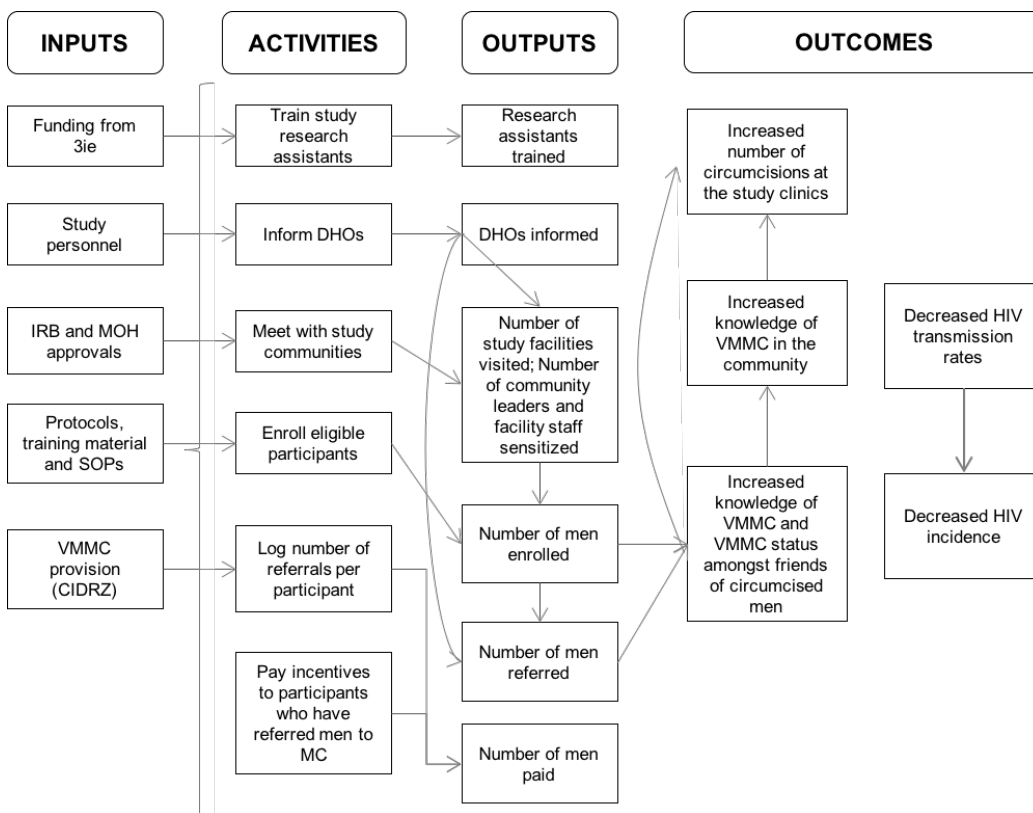 INPUTS
ACTIVITIES
OUTPUTS
OUTCOMES
Funding from
3ie
Study
personnel
IRB and MOH
approvals
Protocols,
training material
and SOPs
VMMC
provision
(CIDRZ)
Train study
research
assistants
Inform DHOs
Meet with study
communities
Enroll eligible
participants
Log number of
referrals per
participant
Pay incentives
to participants
who have
referred men to
MC
Research
assistants
trained
DHOs informed
Number of
study facilities
visited; Number
of community
leaders and
facility staff
sensitized
Number of men
enrolled
Number of men
referred
Number of men
paid
Increased
number of
circumcisions at
the study clinics
Increased
knowledge of
VMMC in the
community
Increased
knowledge of
VMMC and
VMMC status
amongst friends
of circumcised
men
Decreased HIV
transmission
rates
Decreased HIV
incidence